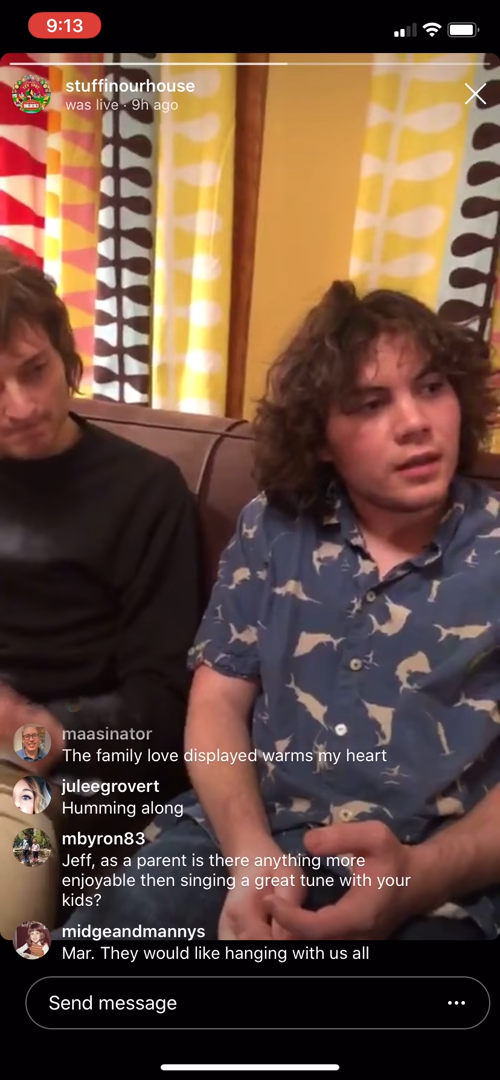 9:13
stuffinourhouse
was live · 9h ago
maasinator
The family love displayed warms my heart
juleegrovert
Humming along
mbyron83
Jeff, as a parent is there anything more
enjoyable then singing a great tune with your
kids?
midgeandmannys
Mar. They would like hanging with us all
Send message